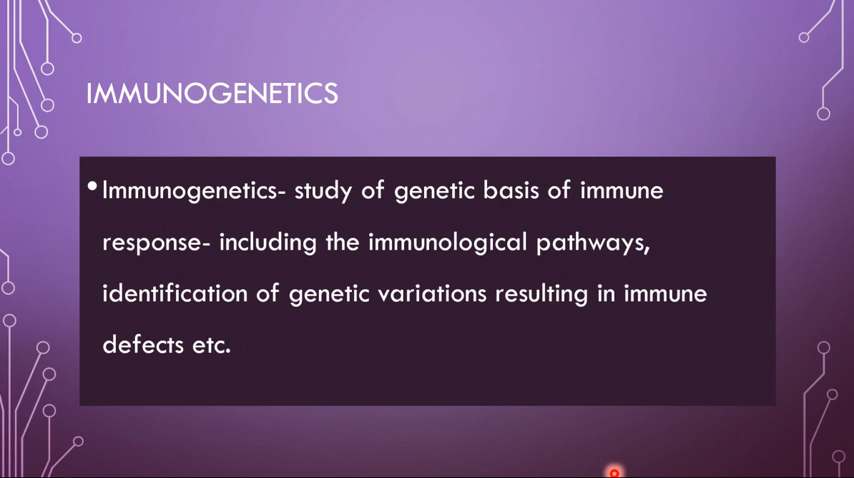 IMMUNOGENETICS
•Immunogenetics- study of genetic basis of immune
response- including the immunological pathways,
identification of genetic variations resulting in immune
defects etc.